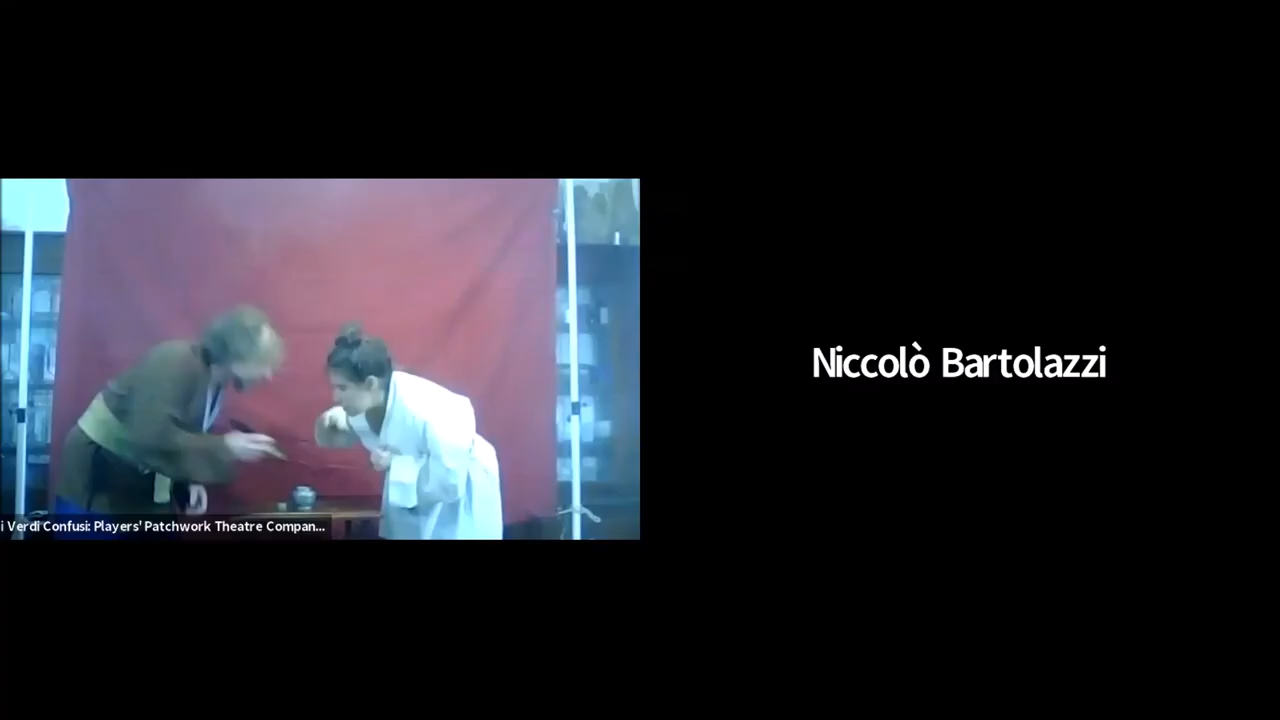 i Verdi Confusi: Players' Patchwork Theatre Compan...
Niccolò Bartolazzi